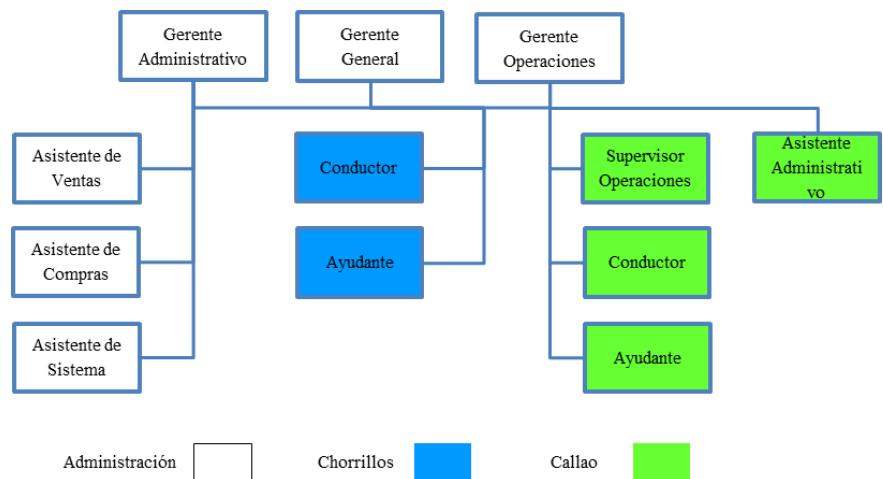 Gerente
Administrativo
Gerente
General
Gerente
Operaciones
Asistente de
Ventas
Conductor
Supervisor
Operaciones
Asistente
Administrati
vo
Asistente de
Compras
Ayudante
Conductor
Asistente de
Sistema
Ayudante
Administración
Chorrillos
Callao